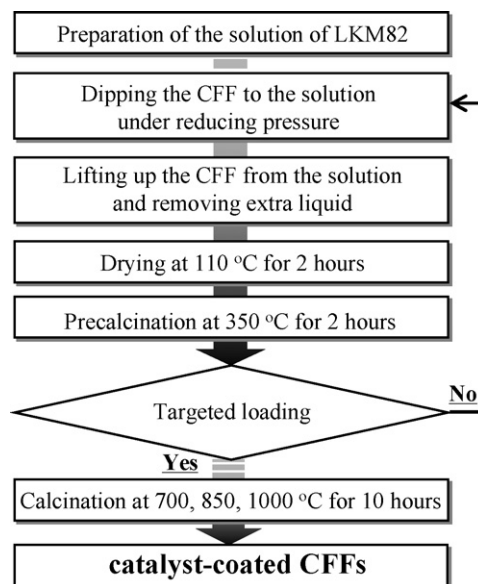 Preparation of the solution of LKM82
Dipping the CFF to the solution
under reducing pressure
Lifting up the CFF from the solution
and removing extra liquid
Drying at 110 °C for 2 hours
Precalcination at 350 °C for 2 hours
Targeted loading
No
Yes
Calcination at 700, 850, 1000 °C for 10 hours
catalyst-coated CFFs